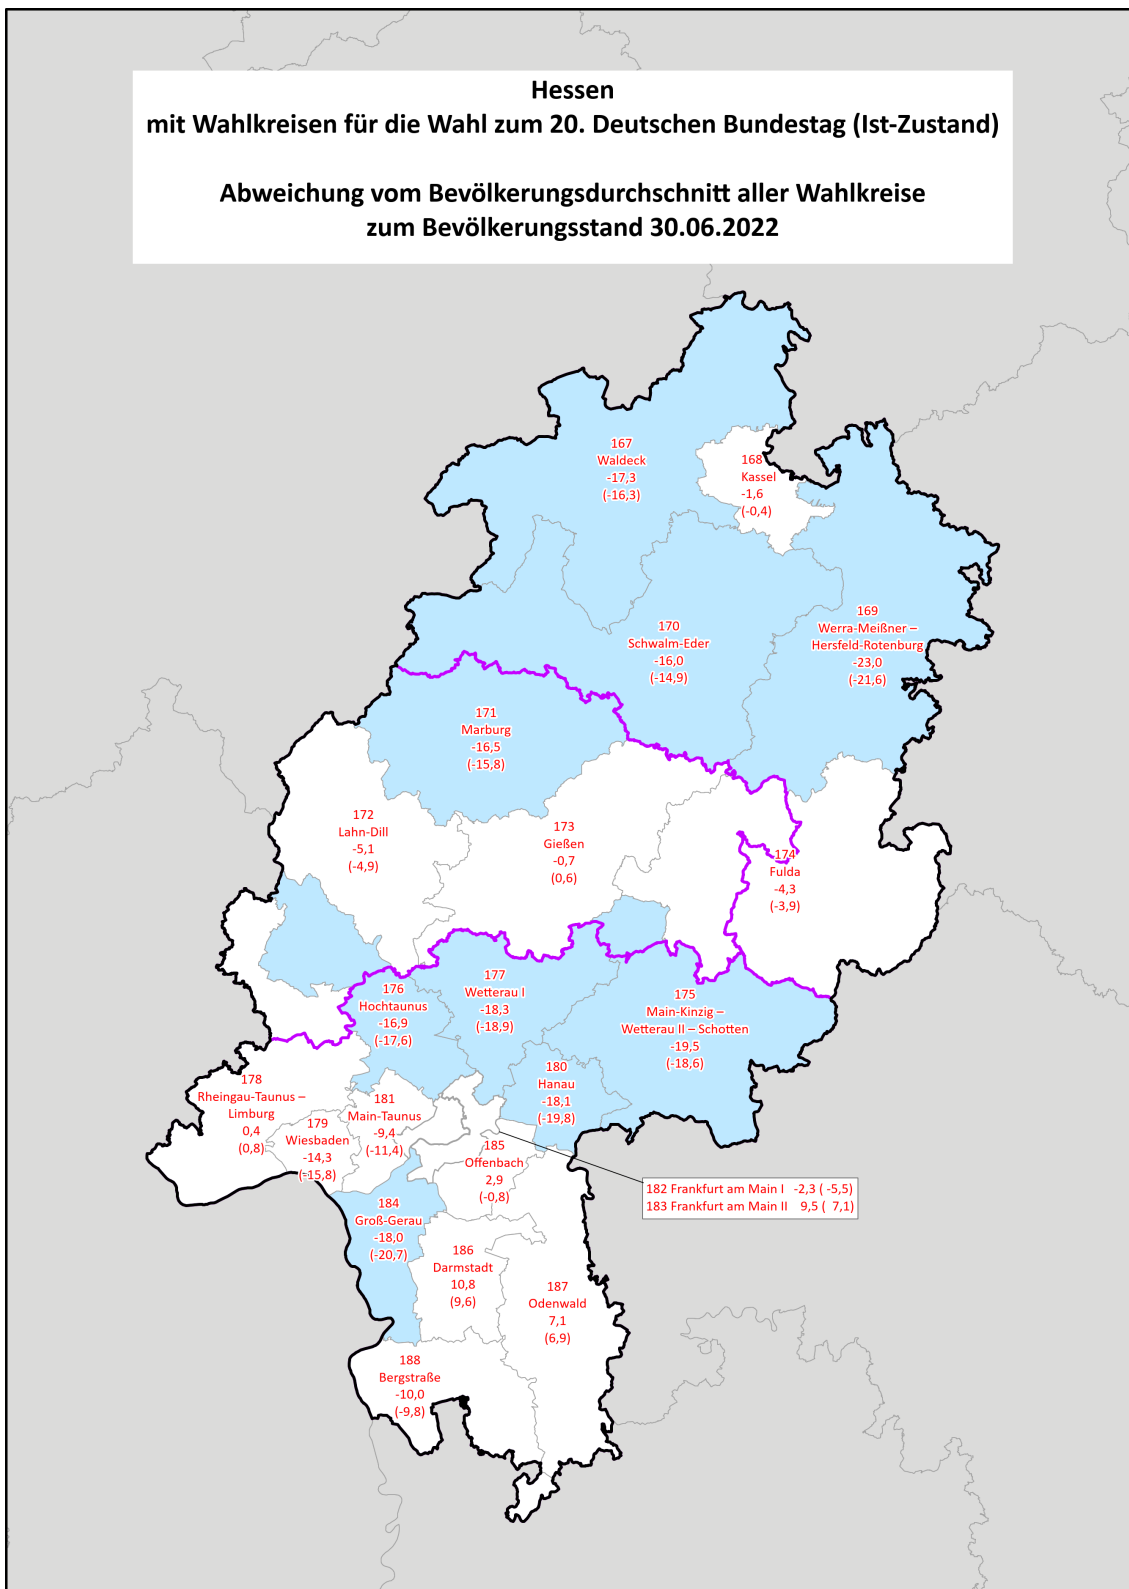 Hessen
mit Wahlkreisen für die Wahl zum 20. Deutschen Bundestag (Ist-Zustand)
Abweichung vom Bevölkerungsdurchschnitt aller Wahlkreise
zum Bevölkerungsstand 30.06.2022
167
Waldeck
-17,3
(-16,3)
168
Kassel
-1,6
(-0,4)
169
Werra-Meißner –
Hersfeld-Rotenburg
-23,0
(-21,6)
170
Schwalm-Eder
-16,0
(-14,9)
171
Marburg
-16,5
(-15,8)
172
Lahn-Dill
-5,1
(-4,9)
173
Gießen
-0,7
(0,6)
174
Fulda
-4,3
(-3,9)
177
Wetterau I
-18,3
(-18,9)
176
Hochtaunus
-16,9
(-17,6)
175
Main-Kinzig –
Wetterau II – Schotten
-19,5
(-18,6)
180
Hanau
-18,1
(-19,8)
178
Rheingau-Taunus –
Limburg
0,4
(0,8)
181
Main-Taunus
-9,4
(-11,4)
179
Wiesbaden
-14,3
(-15,8)
185
Offenbach
2,9
(-0,8)
182 Frankfurt am Main I -2,3 ( -5,5)
183 Frankfurt am Main II 9,5 ( 7,1)
184
Groß-Gerau
-18,0
(-20,7)
186
Darmstadt
10,8
(9,6)
187
Odenwald
7,1
(6,9)
188
Bergstraße
-10,0
(-9,8)